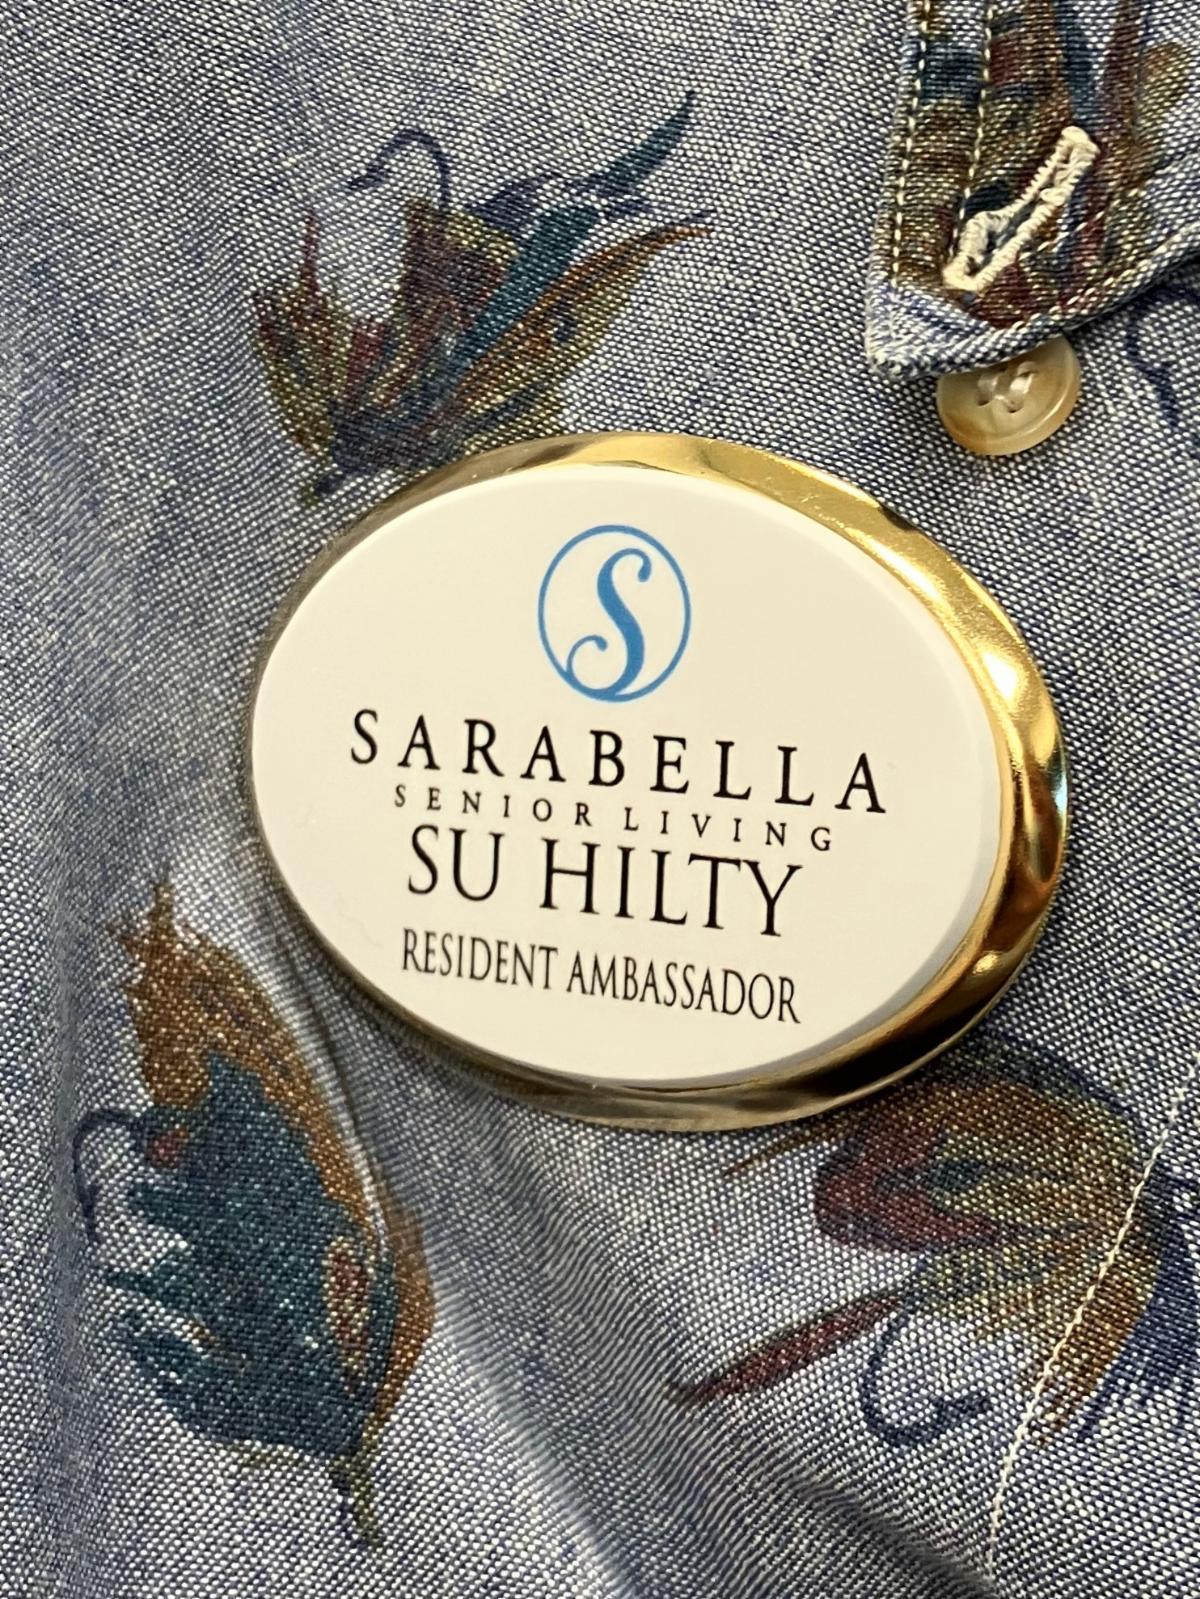 S
SARABELLA
SENIOR LIVING
SU HILTY
RESIDENT AMBASSADOR